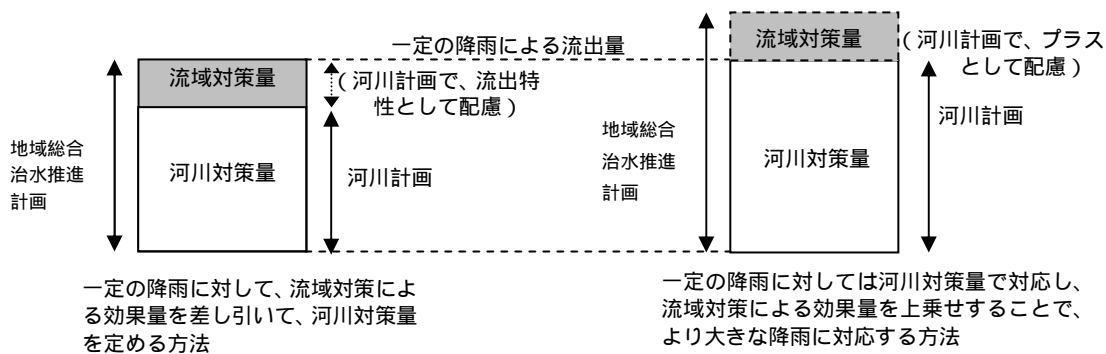 一定の降雨による流出量
流域対策量
（河川計画で、流出特
性として配慮）
地域総合
治水推進
計画
河川対策量
河川計画
一定の降雨に対して、流域対策によ
る効果量を差し引いて、河川対策量
を定める方法
流域対策量
（河川計画で、プラス
として配慮）
地域総合
治水推進
計画
河川対策量
河川計画
一定の降雨に対しては河川対策量で対応し、
流域対策による効果量を上乗せすることで、
より大きな降雨に対応する方法